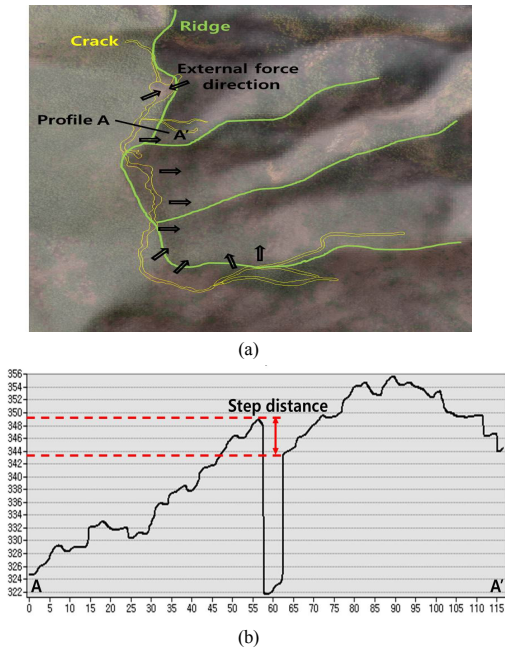 Ridge
Crack
External force
direction
Profile A
A'
(a)
Step distance
356
354
352
350
348
346
344
342
340
338
336
334
332
330
328
326
324
322
A
A'
0 5 10 15 20 25 30 35 40 45 50 55 60 65 70 75 80 85 90 95 100 105 110 115
(b)